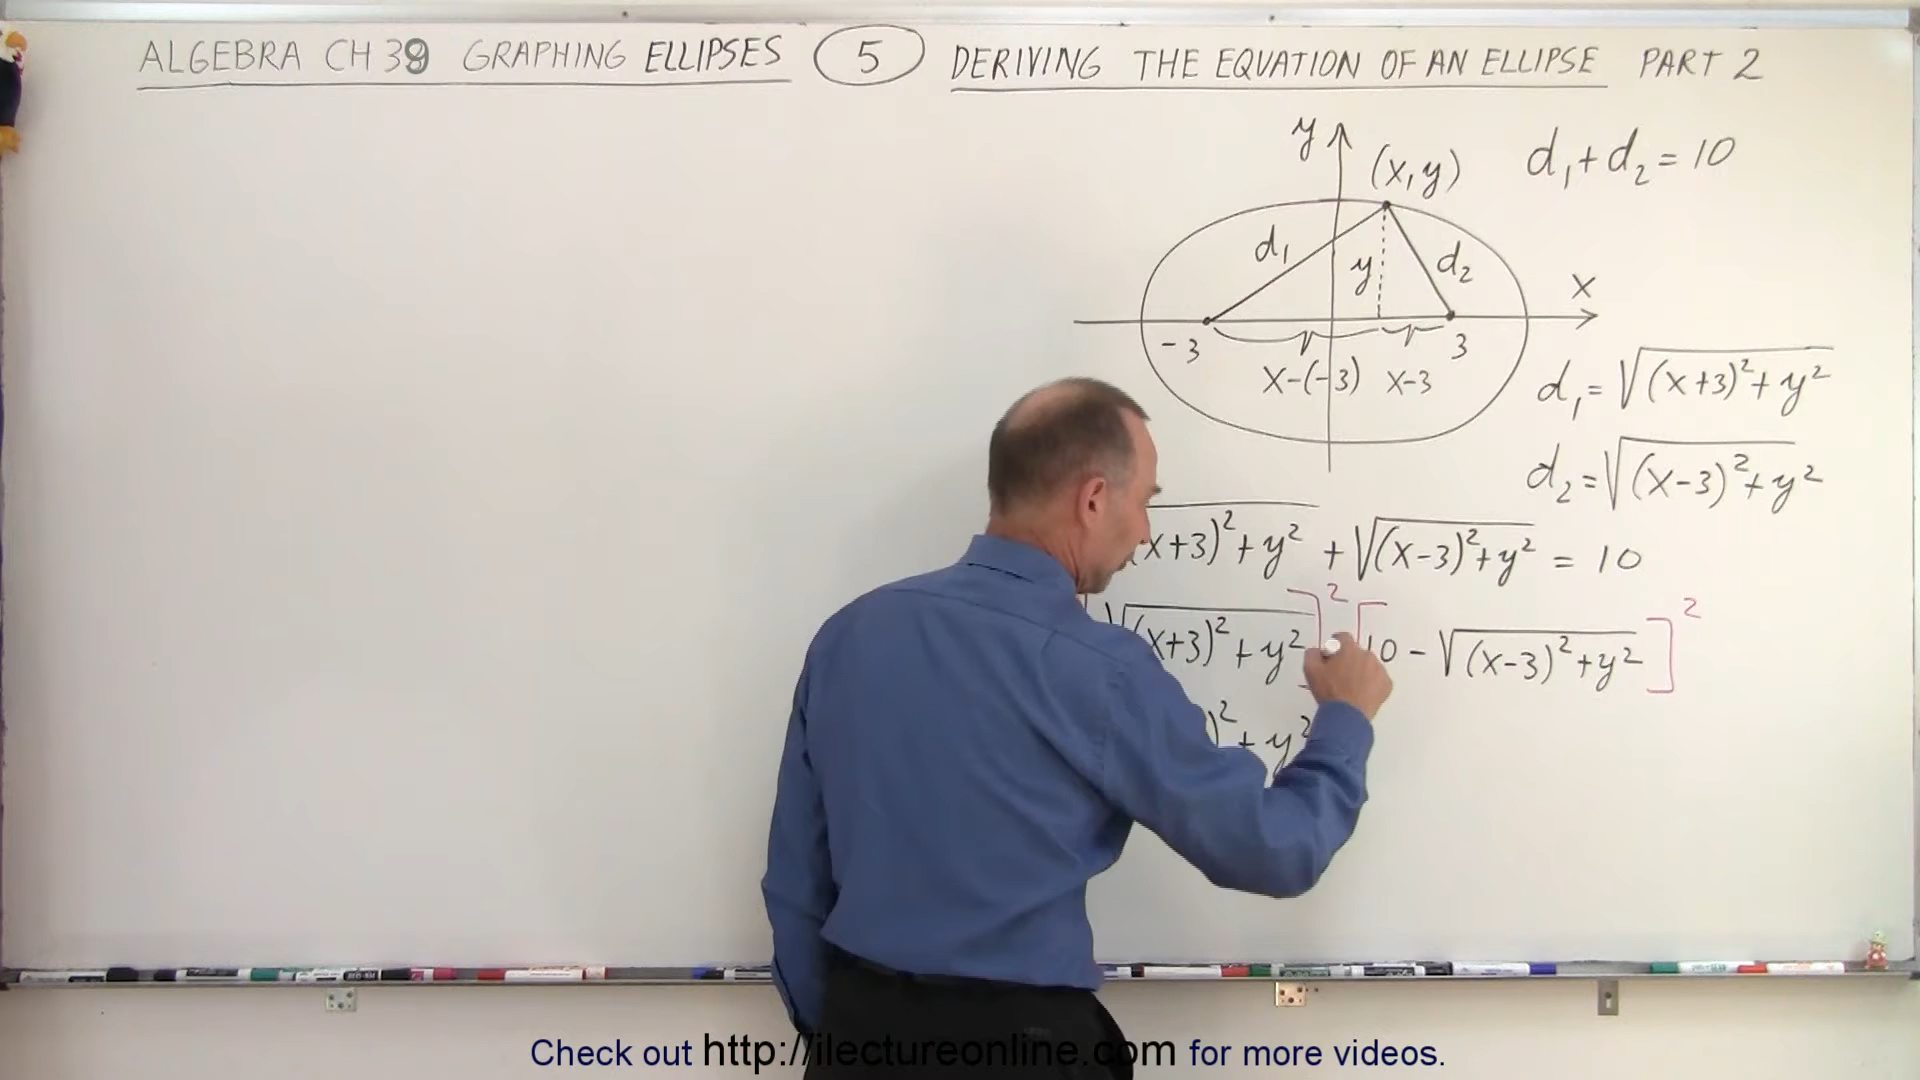 ALGEBRA CH 39 GRAPHING ELLIPSES 5 DERIVING THE EQUATION OF AN ELLIPSE PART 2
y
(x,y)
d₁+d₂=10
d₁
y
d₂
x
-3
3
x-(-3) x-3
d₁=√(x+3)²+y²
d₂=√(x-3)²+y²
x+3)²+y² + √(x-3)²+y² = 10
√(x+3)²+y² ]² [10 - √(x-3)²+y² ]²
)²+y²
Check out http://ilectureonline.com for more videos.